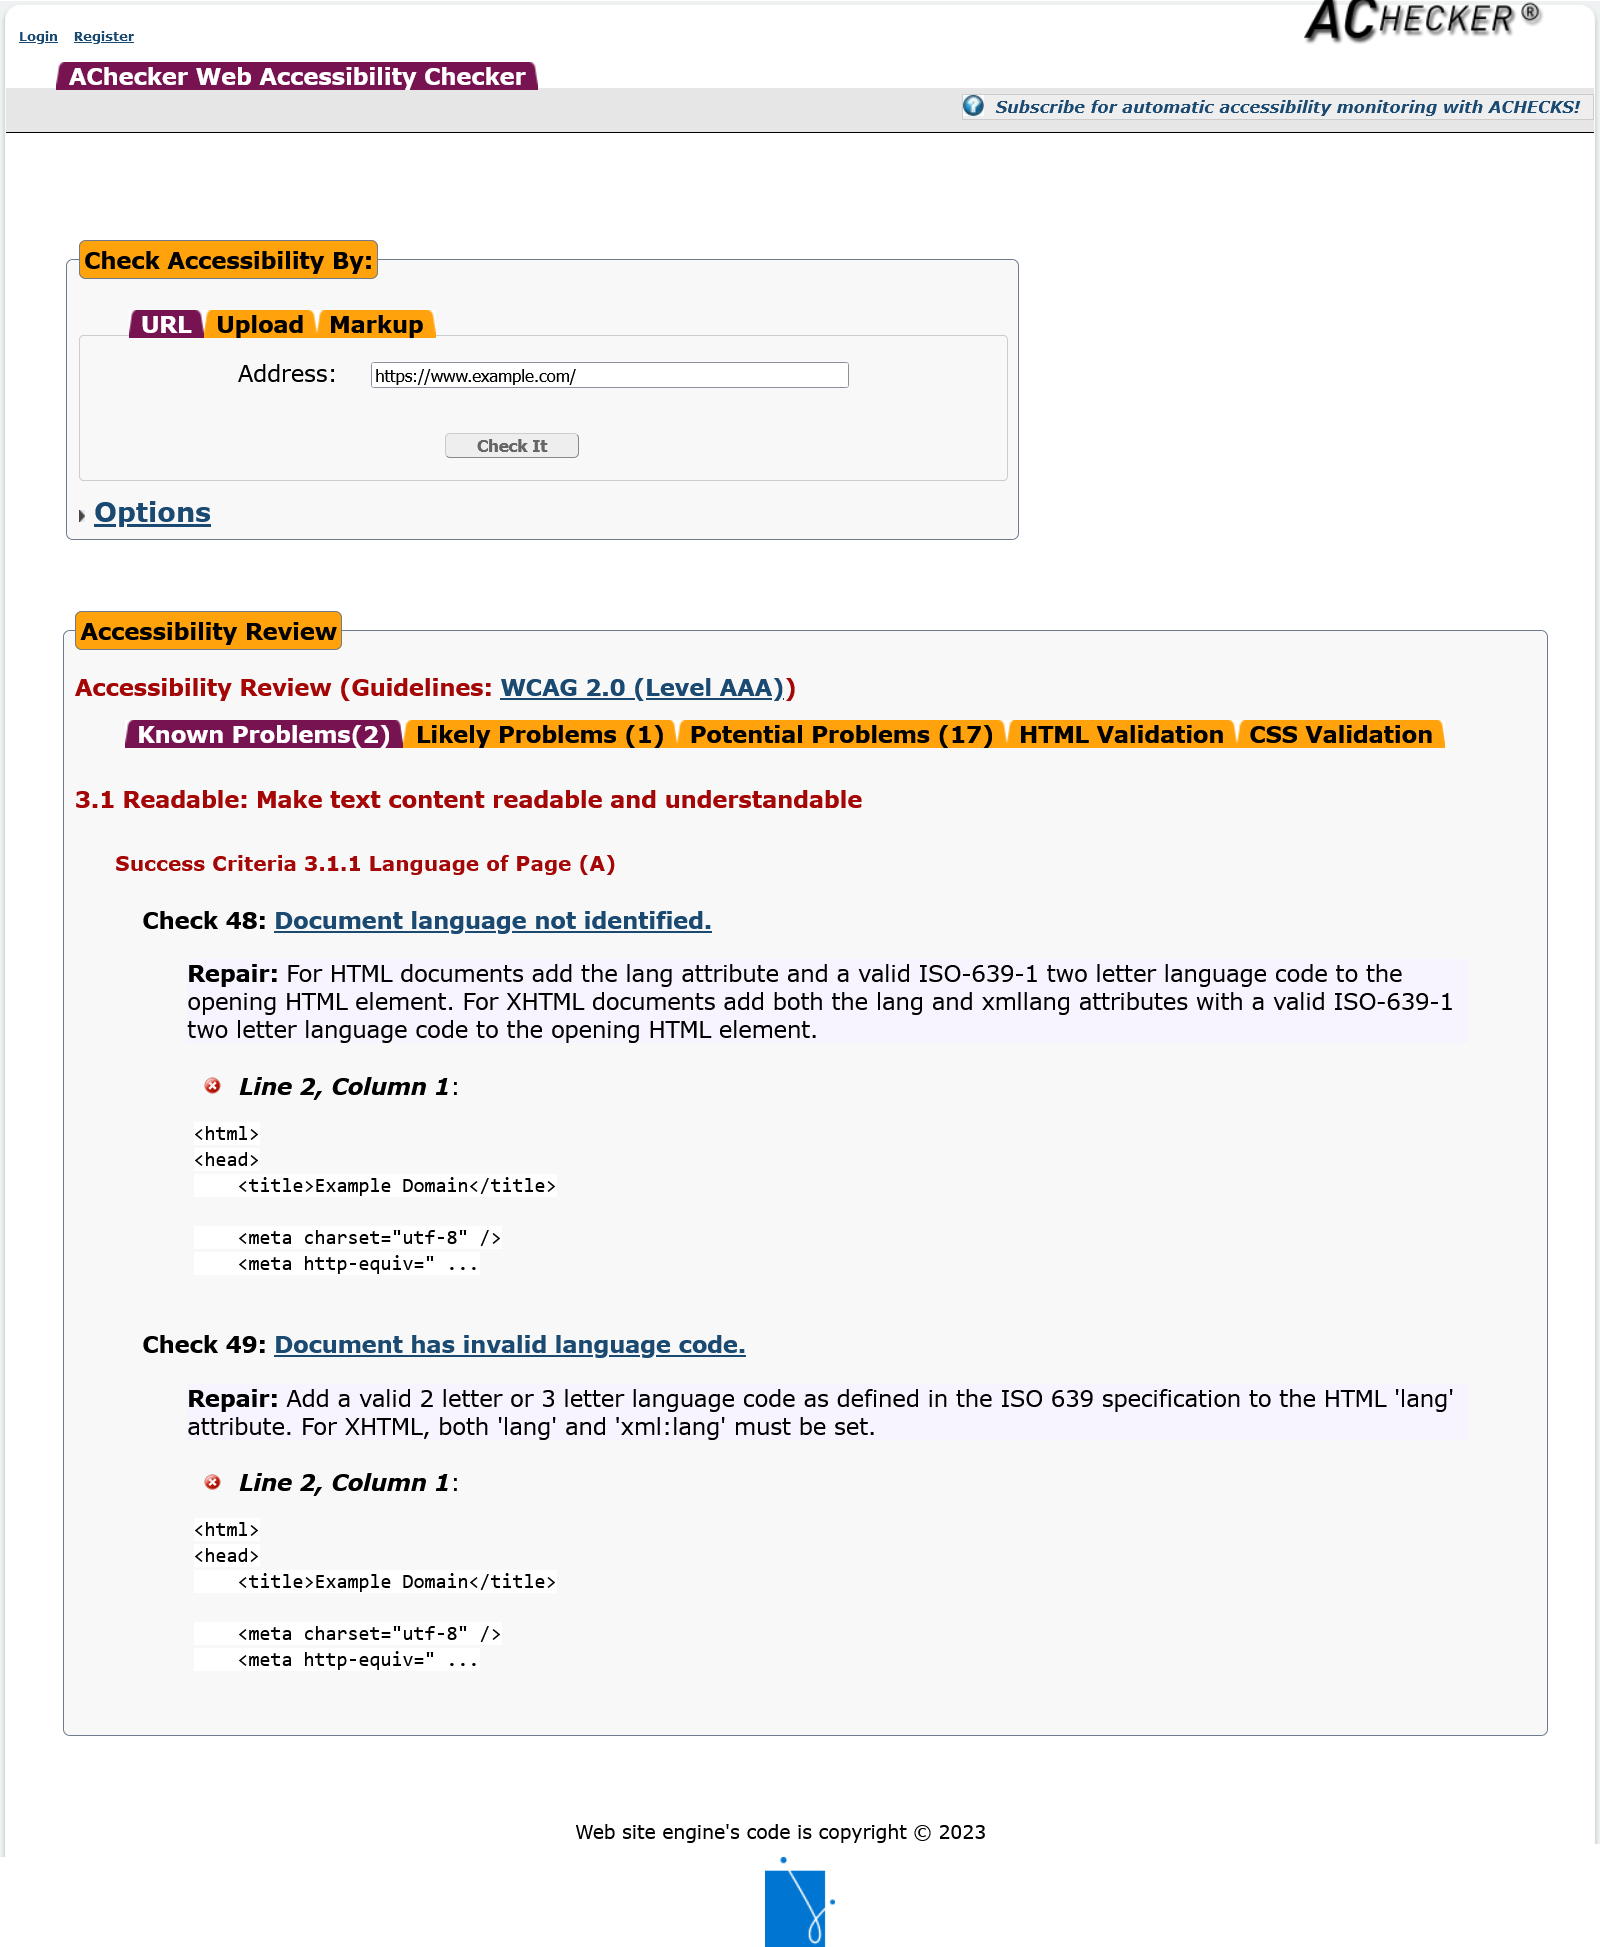 ACHECKER ®
Login Register
AChecker Web Accessibility Checker
Subscribe for automatic accessibility monitoring with ACHECKS!
Check Accessibility By:
URL Upload Markup
Address: https://www.example.com/
Check It
Options
Accessibility Review
Accessibility Review (Guidelines: WCAG 2.0 (Level AAA))
Known Problems(2) Likely Problems (1) Potential Problems (17) HTML Validation CSS Validation
3.1 Readable: Make text content readable and understandable
Success Criteria 3.1.1 Language of Page (A)
Check 48: Document language not identified.
Repair: For HTML documents add the lang attribute and a valid ISO-639-1 two letter language code to the
opening HTML element. For XHTML documents add both the lang and xmllang attributes with a valid ISO-639-1
two letter language code to the opening HTML element.
Line 2, Column 1:
<html>
<head>
    <title>Example Domain</title>
    <meta charset="utf-8" />
    <meta http-equiv=" ...
Check 49: Document has invalid language code.
Repair: Add a valid 2 letter or 3 letter language code as defined in the ISO 639 specification to the HTML 'lang'
attribute. For XHTML, both 'lang' and 'xml:lang' must be set.
Line 2, Column 1:
<html>
<head>
    <title>Example Domain</title>
    <meta charset="utf-8" />
    <meta http-equiv=" ...
Web site engine's code is copyright © 2023